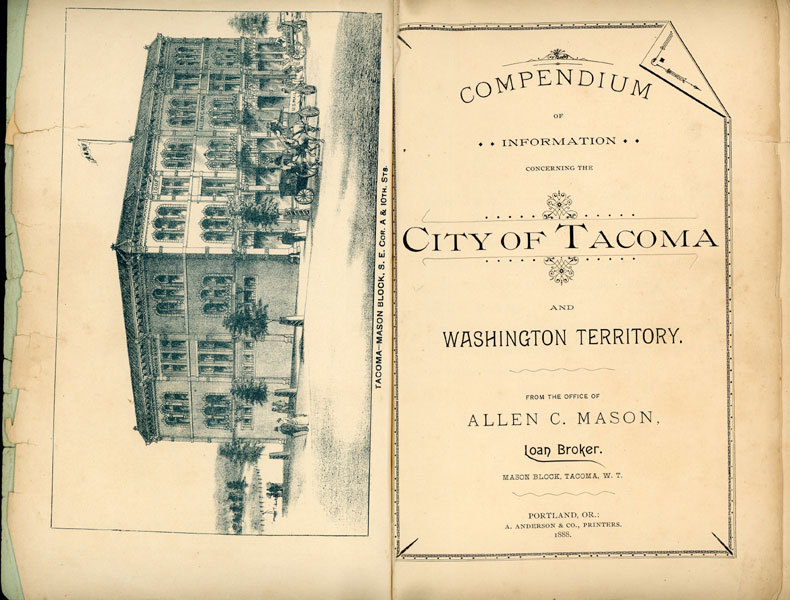 TACOMA—MASON BLOCK, S. E. COR. A & 10TH. STS.
COMPENDIUM
OF
INFORMATION
CONCERNING THE
CITY OF TACOMA
AND
WASHINGTON TERRITORY.
FROM THE OFFICE OF
ALLEN C. MASON,
Loan Broker.
MASON BLOCK, TACOMA, W. T.
PORTLAND, OR.:
A. ANDERSON & CO., PRINTERS.
1888.